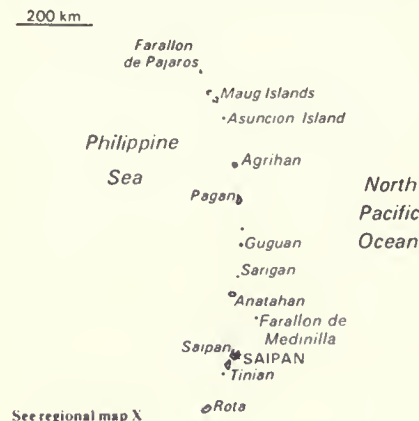 200 km
Farallon
de Pajaros
Maug Islands
Asuncion Island
Philippine
Sea
Agrihan
Pagan
North
Pacific
Ocean
Guguan
Sarigan
Anatahan
Farallon de
Medinilla
Saipan
SAIPAN
Tinian
Rota
See regional map X